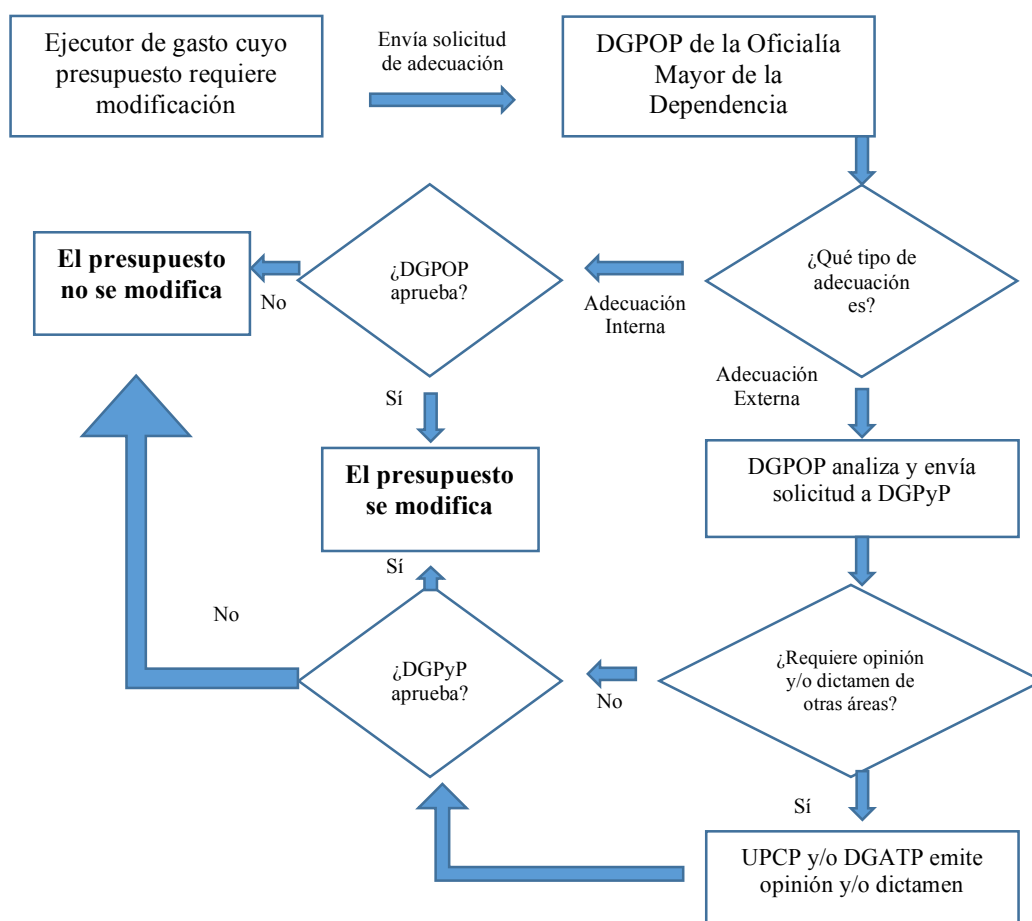 Ejecutor de gasto cuyo
presupuesto requiere
modificación
Envía solicitud
de adecuación
DGPOP de la Oficialía
Mayor de la
Dependencia
¿Qué tipo de
adecuación
es?
Adecuación
Interna
¿DGPOP
aprueba?
No
El presupuesto
no se modifica
Sí
El presupuesto
se modifica
Adecuación
Externa
DGPOP analiza y envía
solicitud a DGPyP
¿Requiere opinión
y/o dictamen de
otras áreas?
No
¿DGPyP
aprueba?
Sí
No
Sí
UPCP y/o DGATP emite
opinión y/o dictamen